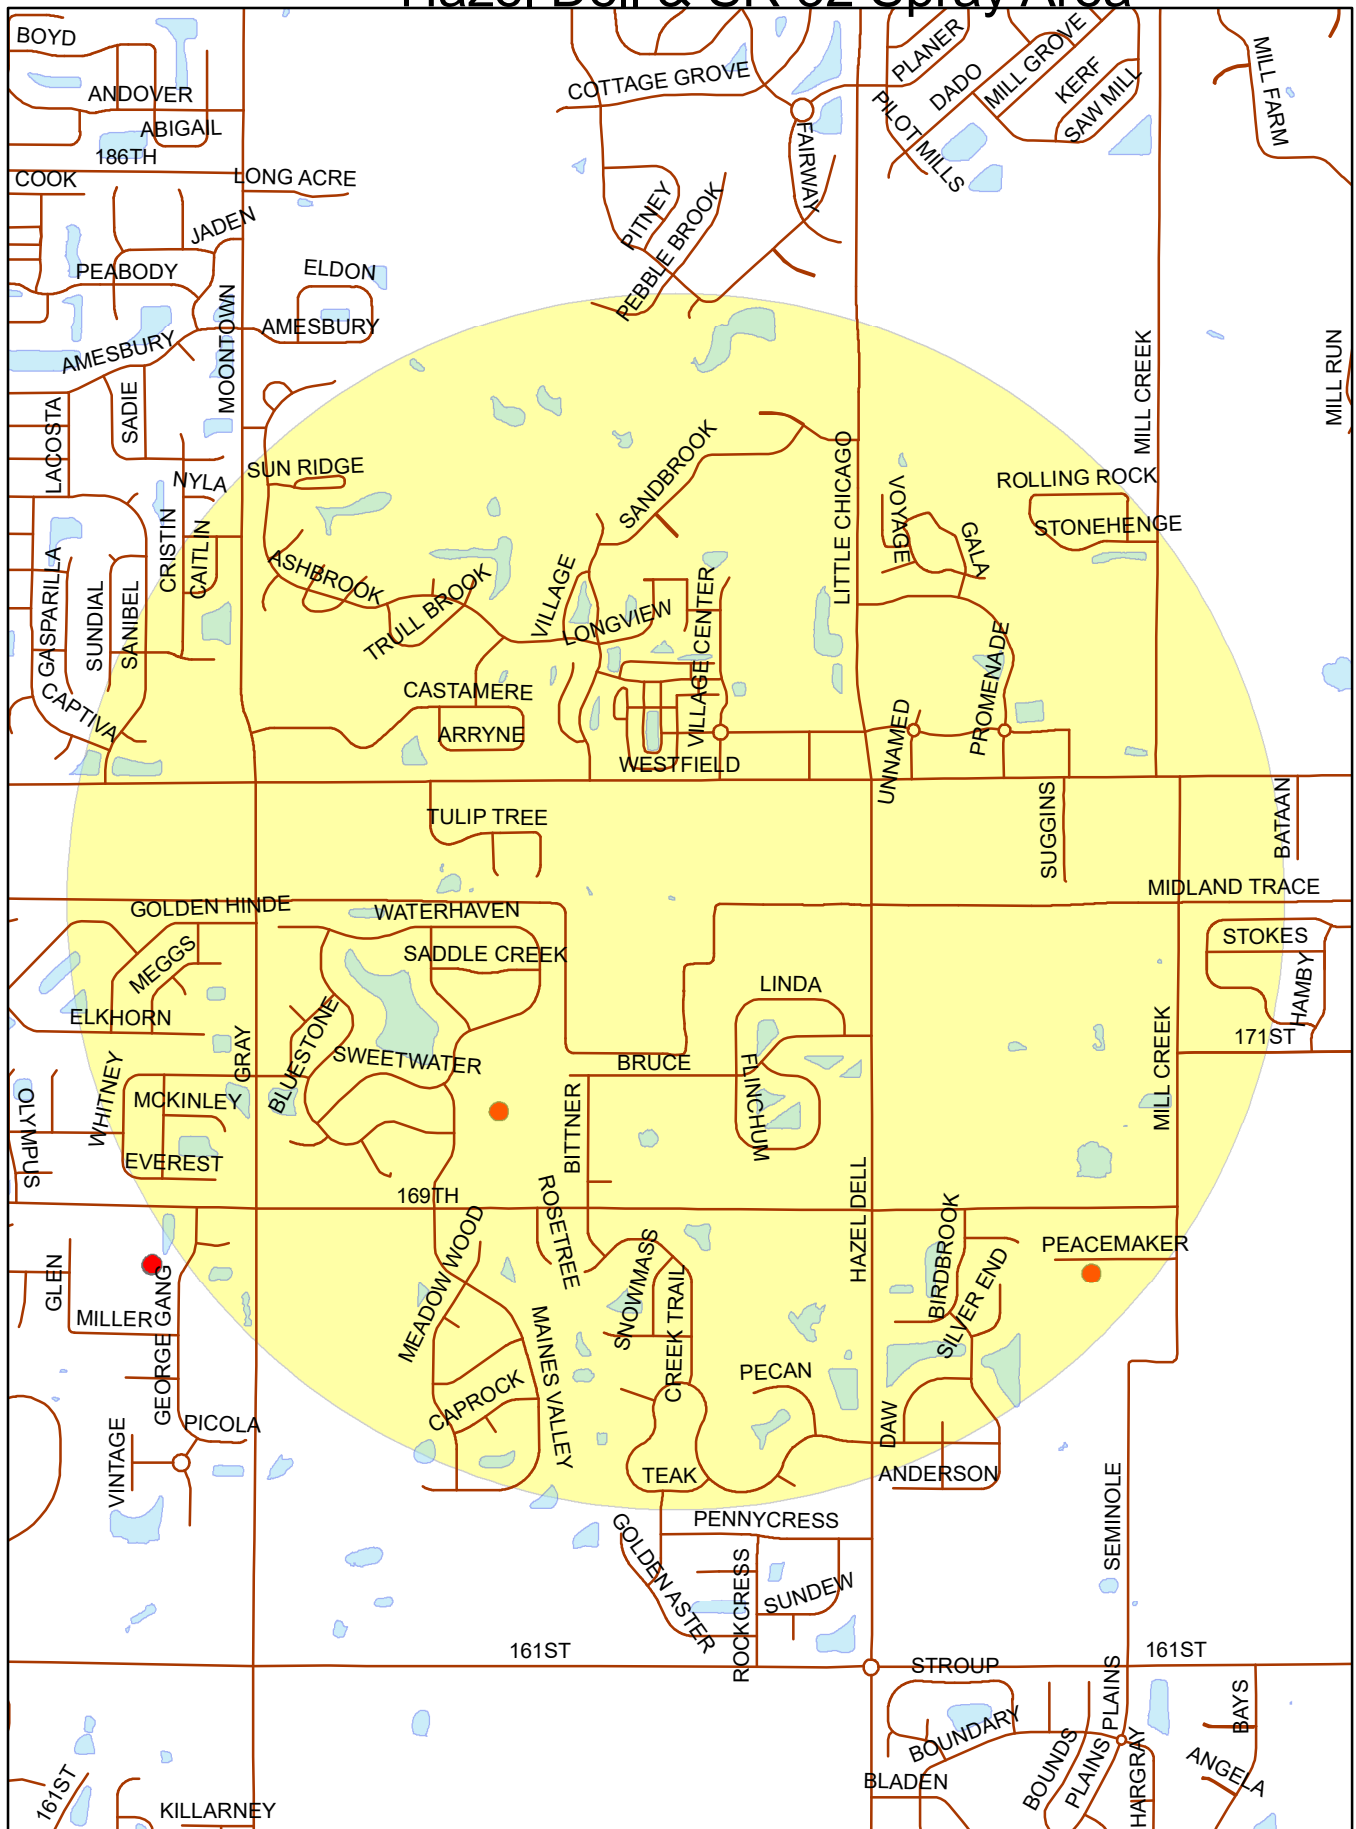 Hazel Dell & SR 32 Spray Area
BOYD
ANDOVER
ABIGAIL
186TH
COOK
LONG ACRE
JADEN
PEABODY
ELDON
AMESBURY
AMESBURY
MOONTOWN
SADIE
LACOSTA
COTTAGE GROVE
PITNEY
PEBBLE BROOK
FAIRWAY
PLANER
DADO
MILL GROVE
KERF
SAW MILL
PILOT MILLS
MILL FARM
MILL CREEK
MILL RUN
NYLA
SUN RIDGE
CRISTIN
CAITLIN
GASPARILLA
SUNDIAL
SANIBEL
CAPTIVA
ASHBROOK
TRULL BROOK
SANDBROOK
VILLAGE
LONGVIEW
VILLAGE CENTER
LITTLE CHICAGO
VOYAGE
GALA
ROLLING ROCK
STONEHENGE
CASTAMERE
ARRYNE
WESTFIELD
UNNAMED
PROMENADE
TULIP TREE
SUGGINS
BATAAN
MIDLAND TRACE
GOLDEN HINDE
WATERHAVEN
MEGGS
SADDLE CREEK
STOKES
HAMBY
ELKHORN
LINDA
171ST
GRAY
BLUESTONE
SWEETWATER
BRUCE
FLINCHUM
MILL CREEK
OLYMPUS
WHITNEY
MCKINLEY
EVEREST
BITTNER
169TH
ROSETREE
HAZEL DELL
BIRDBROOK
PEACEMAKER
SILVER END
GLEN
MILLER
GEORGE GANG
MEADOW WOOD
SNOWMASS
CREEK TRAIL
MAINES VALLEY
CAPROCK
PECAN
VINTAGE
PICOLA
TEAK
DAW
ANDERSON
SEMINOLE
PENNYCRESS
GOLDEN ASTER
ROCKCRESS
SUNDEW
161ST
161ST
STROUP
BOUNDARY
PLAINS
BOUNDS
PLAINS
HARGRAY
BAYS
ANGELA
BLADEN
161ST
KILLARNEY